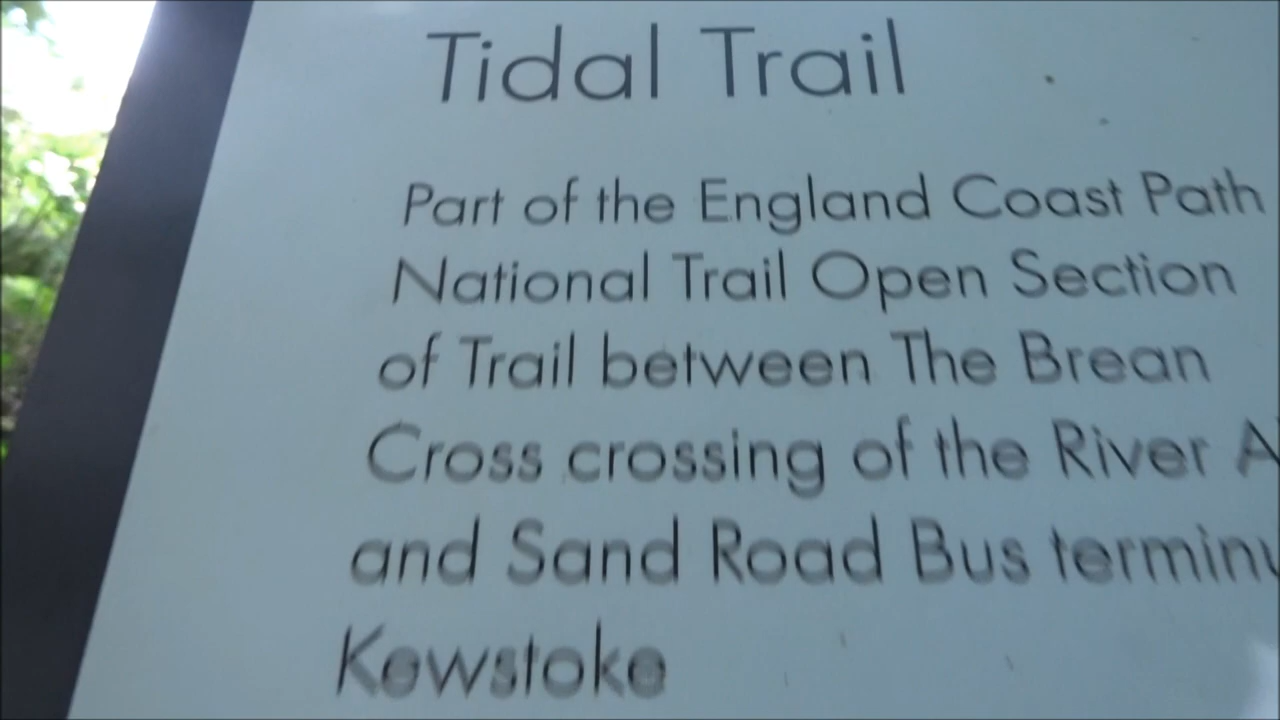 Tidal Trail
Part of the England Coast Path
National Trail Open Section
of Trail between The Brean
Cross crossing of the River
and Sand Road Bus
Kewstoke